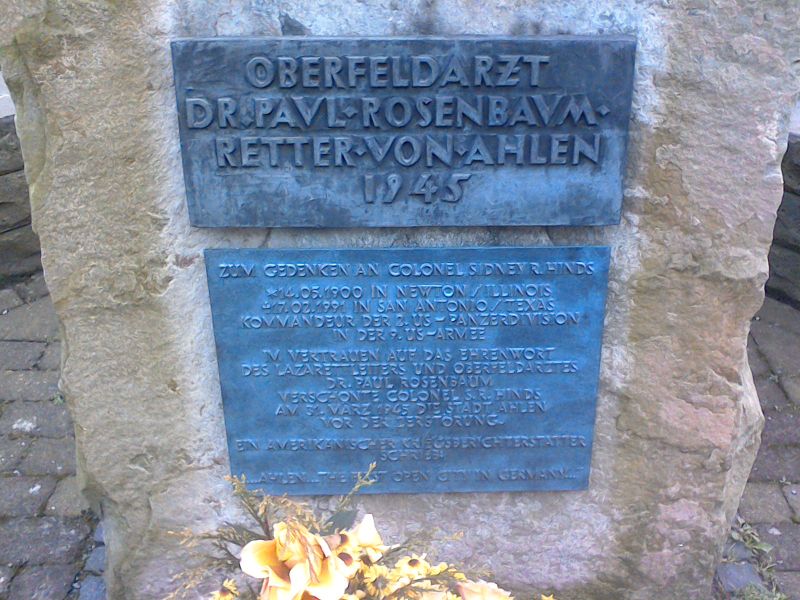 OBERFELDARZT
DR. PAVL·ROSENBAVM·
RETTER·VON·AHLEN
1945
ZUM GEDENKEN AN COLONEL SIDNEY R. HINDS
*14.05.1900 IN NEWTON/ILLINOIS
+17.02.1991 IN SAN ANTONIO/TEXAS
KOMMANDEUR DER 2. US-PANZERDIVISION
IN DER 9. US-ARMEE
IM VERTRAUEN AUF DAS EHRENWORT
DES LAZARETTLEITERS UND OBERFELDARZTES
DR. PAUL ROSENBAUM
VERSCHONTE COLONEL S.R. HINDS
AM 31. MÄRZ 1945 DIE STADT AHLEN
VOR DER ZERSTÖRUNG.
EIN AMERIKANISCHER KRIEGSBERICHTERSTATTER
SCHRIEB:
...AHLEN...THE OPEN CITY IN GERMANY...